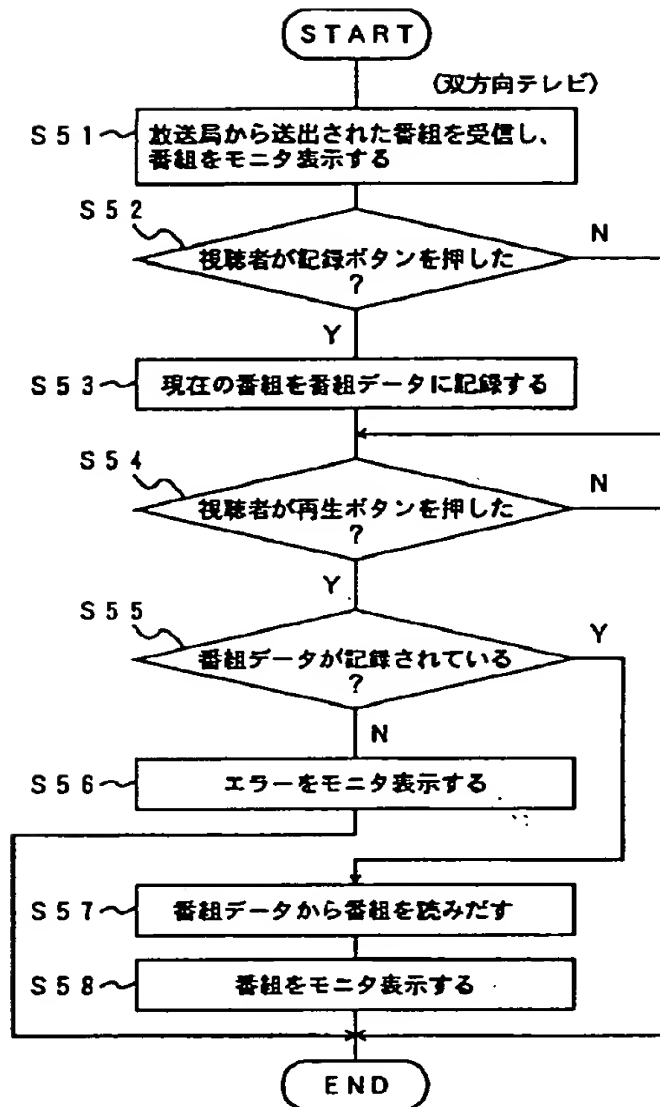 START
(双方向テレビ)
S51
放送局から送出された番組を受信し、
番組をモニタ表示する
S52
視聴者が記録ボタンを押した
?
N
Y
S53
現在の番組を番組データに記録する
S54
視聴者が再生ボタンを押した
?
N
Y
S55
番組データが記録されている
?
Y
N
S56
エラーをモニタ表示する
S57
番組データから番組を読みだす
S58
番組をモニタ表示する
END